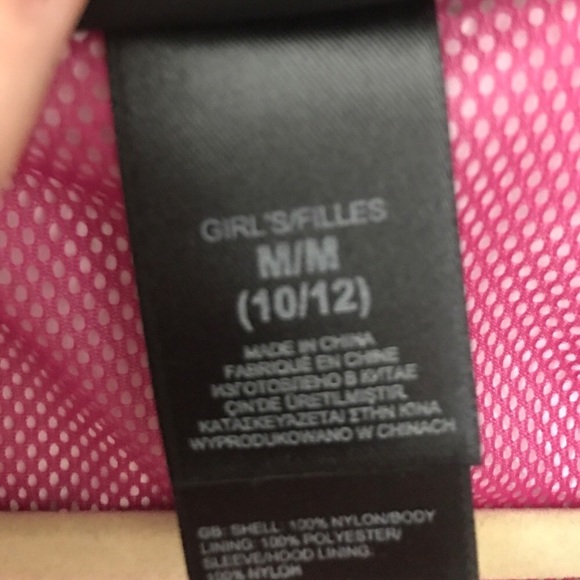 GIRL'S/FILLES
M/M
(10/12)
MADE IN CHINA
FABRIQUÉ EN CHINE
ИЗГОТОВЛЕНО В КИТАЕ
ÇİN'DE ÜRETİLMİŞTİR.
ΚΑΤΑΣΚΕΥΑΖΕΤΑΙ ΣΤΗΝ ΚΙΝΑ
WYPRODUKOWANO W CHINACH
GB: SHELL: 100% NYLON/BODY
LINING: 100% POLYESTER/
SLEEVE/HOOD LINING:
100% NYLON